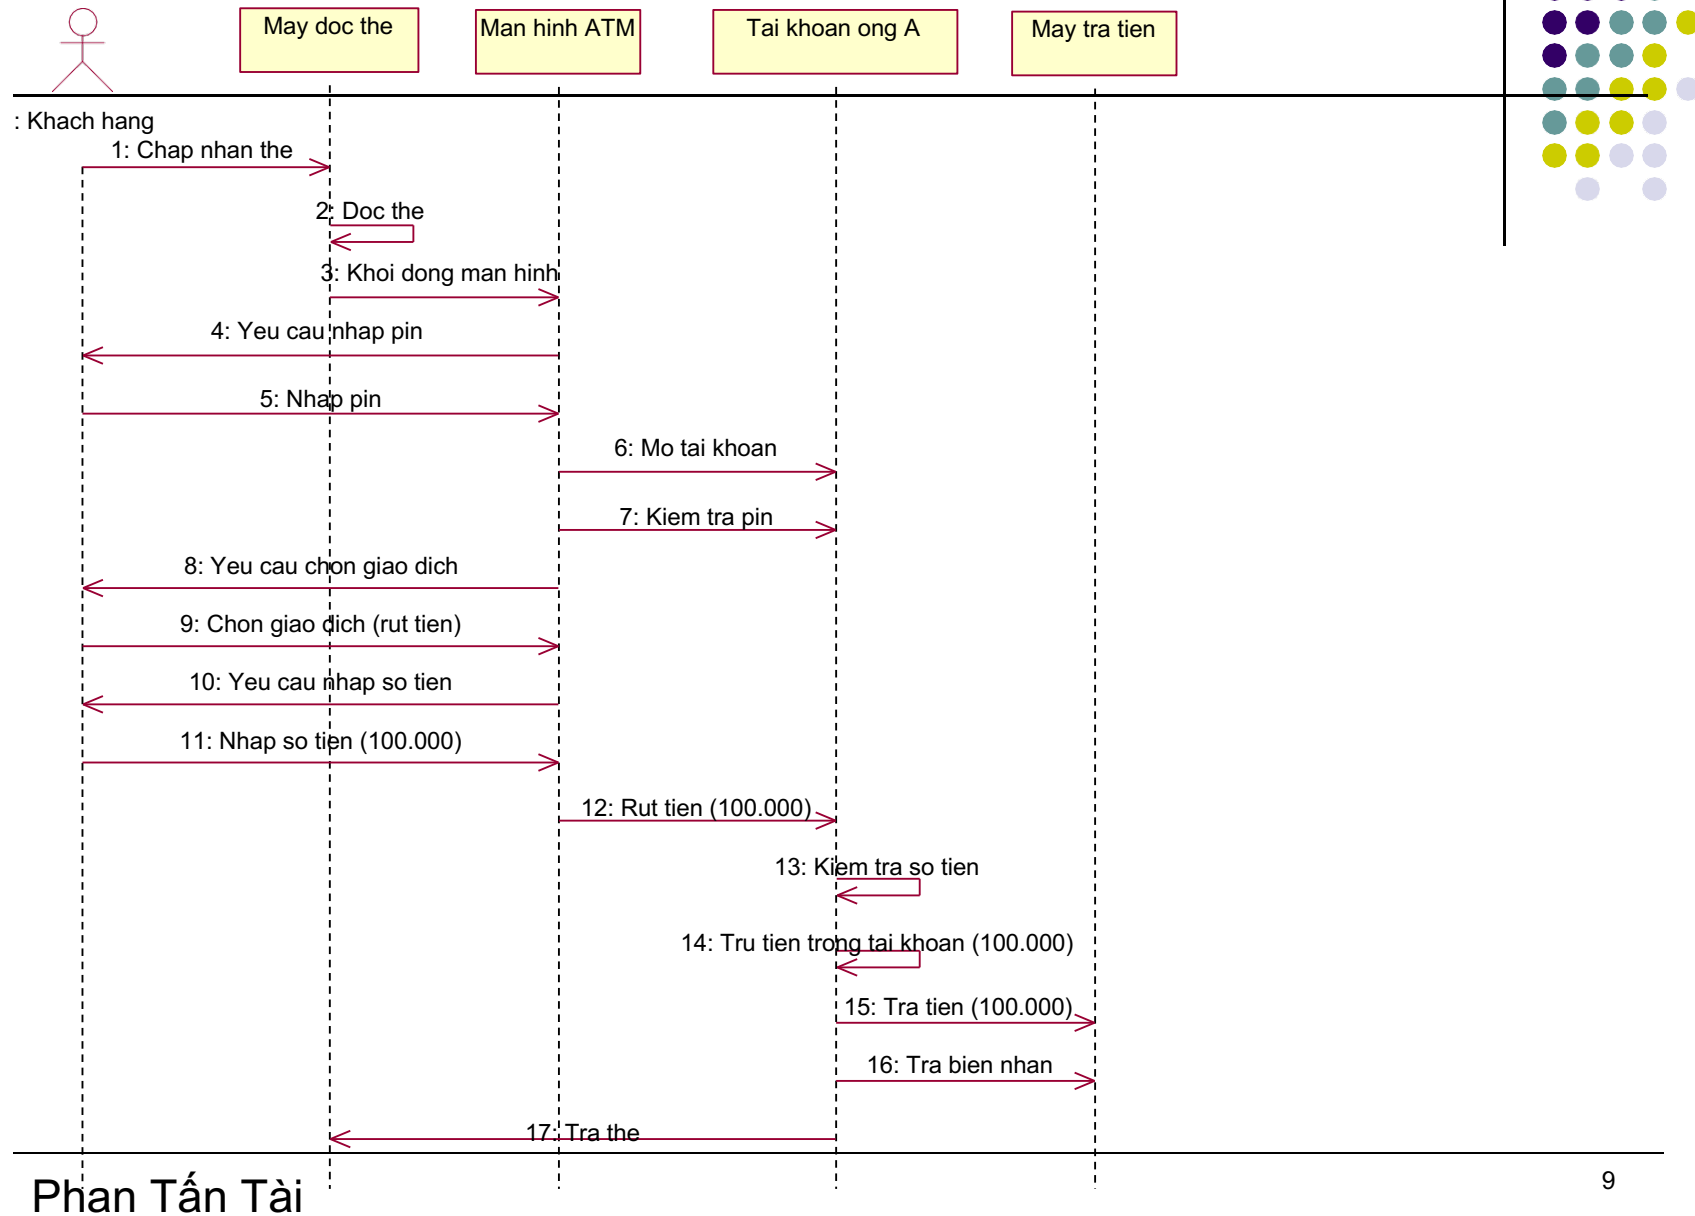 May doc the
Man hinh ATM
Tai khoan ong A
May tra tien
: Khach hang
1: Chap nhan the
2: Doc the
3: Khoi dong man hinh
4: Yeu cau nhap pin
5: Nhap pin
6: Mo tai khoan
7: Kiem tra pin
8: Yeu cau chon giao dich
9: Chon giao dich (rut tien)
10: Yeu cau nhap so tien
11: Nhap so tien (100.000)
12: Rut tien (100.000)
13: Kiem tra so tien
14: Tru tien trong tai khoan (100.000)
15: Tra tien (100.000)
16: Tra bien nhan
17: Tra the
Phan Tấn Tài
9